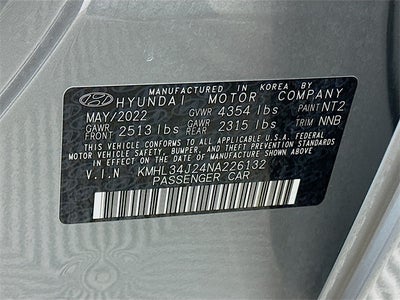 MANUFACTURED IN KOREA BY
HYUNDAI MOTOR COMPANY
MAY/2022 GVWR 4354 lbs PAINT NT2
GAWR FRONT 2513 lbs GAWR REAR 2315 lbs TRIM NNB
THIS VEHICLE CONFORMS TO ALL APPLICABLE U.S.A. FEDERAL
MOTOR VEHICLE SAFETY, BUMPER, AND THEFT PREVENTION
STANDARDS IN EFFECT ON THE DATE OF MANUFACTURE SHOWN ABOVE.
V.I.N KMHL34J24NA226132
PASSENGER CAR